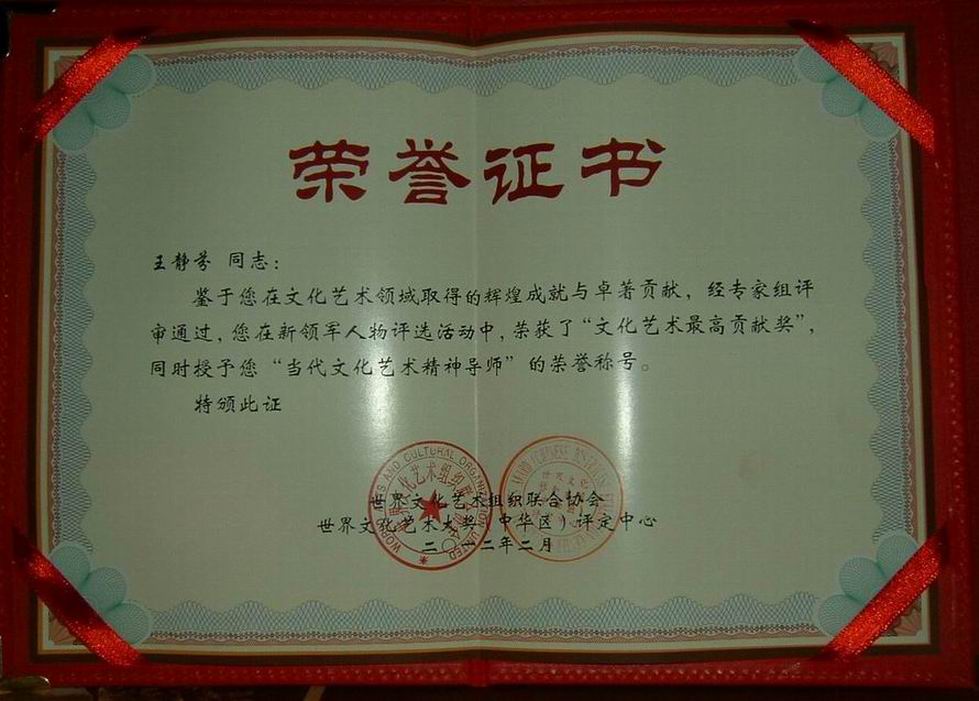 荣誉证书
王静芬 同志：
鉴于您在文化艺术领域取得的辉煌成就与卓著贡献，经专家组评
审通过，您在新领军人物评选活动中，荣获了“文化艺术最高贡献奖”，
同时授予您“当代文化艺术精神导师”的荣誉称号。
特颁此证
世界文化艺术组织联合协会
世界文化艺术大奖（中华区）评定中心
二〇一二年二月